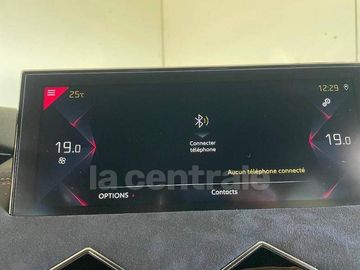 25°C
12:29
Connecter
téléphone
19.0
19.0
Aucun téléphone connecté
la centrale
OPTIONS
Contacts